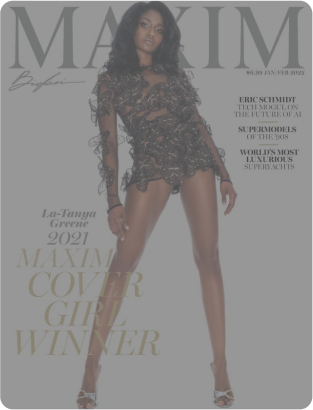 MAXIM
$6.99 JAN/FEB 2022
ERIC SCHMIDT
TECH MOGUL ON
THE FUTURE OF AI
SUPERMODELS
OF THE '90S
WORLD'S MOST
LUXURIOUS
SUPERYACHTS
La-Tanya
Greene
2021
MAXIM
COVER
GIRL
WINNER